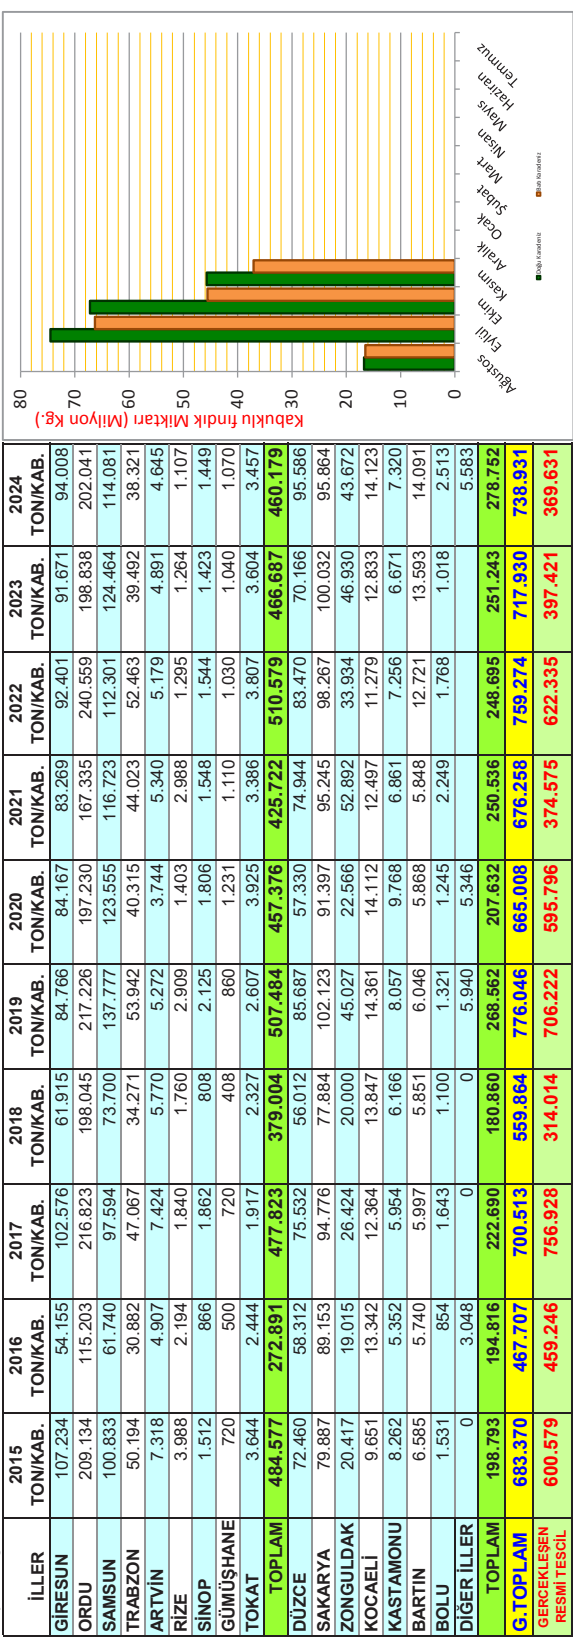 İLLER 2015 TON/KAB. 2016 TON/KAB. 2017 TON/KAB. 2018 TON/KAB. 2019 TON/KAB. 2020 TON/KAB. 2021 TON/KAB. 2022 TON/KAB. 2023 TON/KAB. 2024 TON/KAB.
GİRESUN 107.234 54.155 102.576 61.915 84.766 84.167 83.269 92.401 91.671 94.008
ORDU 209.134 115.203 216.823 198.045 217.226 197.230 167.335 240.559 198.838 202.041
SAMSUN 100.833 61.740 97.594 73.700 137.777 123.555 116.723 112.301 124.464 114.081
TRABZON 50.194 30.882 47.067 34.271 53.942 40.315 44.023 52.463 39.492 38.321
ARTVİN 7.318 4.907 7.424 5.770 5.272 3.744 5.340 5.179 4.891 4.645
RİZE 3.988 2.194 1.840 1.760 2.909 1.403 2.988 1.295 1.264 1.107
SİNOP 1.512 866 1.862 808 2.125 1.806 1.548 1.544 1.423 1.449
GÜMÜŞHANE 720 500 720 408 860 1.231 1.110 1.030 1.040 1.070
TOKAT 3.644 2.444 1.917 2.327 2.607 3.925 3.386 3.807 3.604 3.457
TOPLAM 484.577 272.891 477.823 379.004 507.484 457.376 425.722 510.579 466.687 460.179
DÜZCE 72.460 58.312 75.532 56.012 85.687 57.330 74.944 83.470 70.166 95.586
SAKARYA 79.887 89.153 94.776 77.884 102.123 91.397 95.245 98.267 100.032 95.864
ZONGULDAK 20.417 19.015 26.424 20.000 45.027 22.566 52.892 33.934 46.930 43.672
KOCAELİ 9.651 13.342 12.364 13.847 14.361 14.112 12.497 11.279 12.833 14.123
KASTAMONU 8.262 5.352 5.954 6.166 8.057 9.768 6.861 7.256 6.671 7.320
BARTIN 6.585 5.740 5.997 5.851 6.046 5.868 5.848 12.721 13.593 14.091
BOLU 1.531 854 1.643 1.100 1.321 1.245 2.249 1.768 1.018 2.513
DİĞER İLLER 0 3.048 0 0 5.940 5.346 5.583
TOPLAM 198.793 194.816 222.690 180.860 268.562 207.632 250.536 248.695 251.243 278.752
G.TOPLAM 683.370 467.707 700.513 559.864 776.046 665.008 676.258 759.274 717.930 738.931
GERCEKLEŞEN
RESMİ TESCİL 600.579 459.246 756.928 314.014 706.222 595.796 374.575 622.335 397.421 369.631
Kabuklu fındık Miktarı (Milyon Kg.)
80
70
60
50
40
30
20
10
0
Ağustos Eylül Ekim Kasım Aralık Ocak Şubat Mart Nisan Mayıs Haziran Temmuz
Doğu Karadeniz Batı Karadeniz